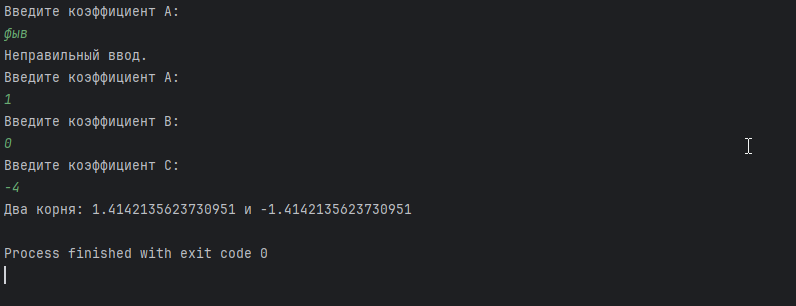 Введите коэффициент A:
фыв
Неправильный ввод.
Введите коэффициент A:
1
Введите коэффициент B:
0
Введите коэффициент C:
-4
Два корня: 1.4142135623730951 и -1.4142135623730951
Process finished with exit code 0